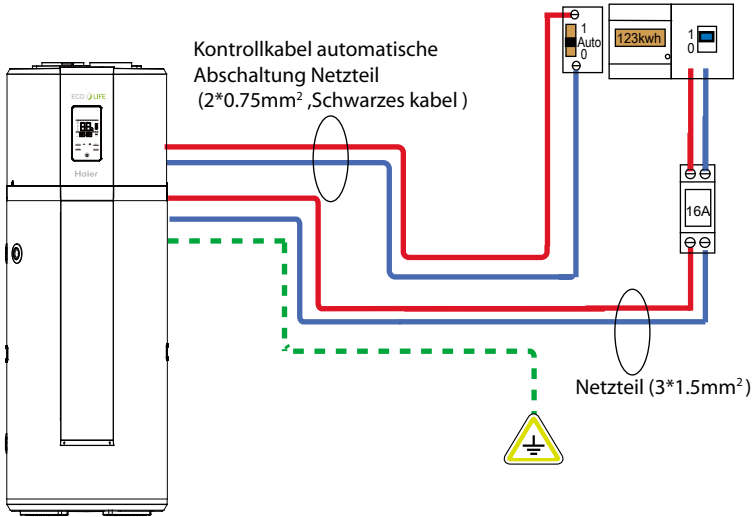 Kontrollkabel automatische
Abschaltung Netzteil
(2*0.75mm² ,Schwarzes kabel )
1
Auto
0
123kwh
1
0
16A
ECO LIFE
Haier
Netzteil (3*1.5mm²)